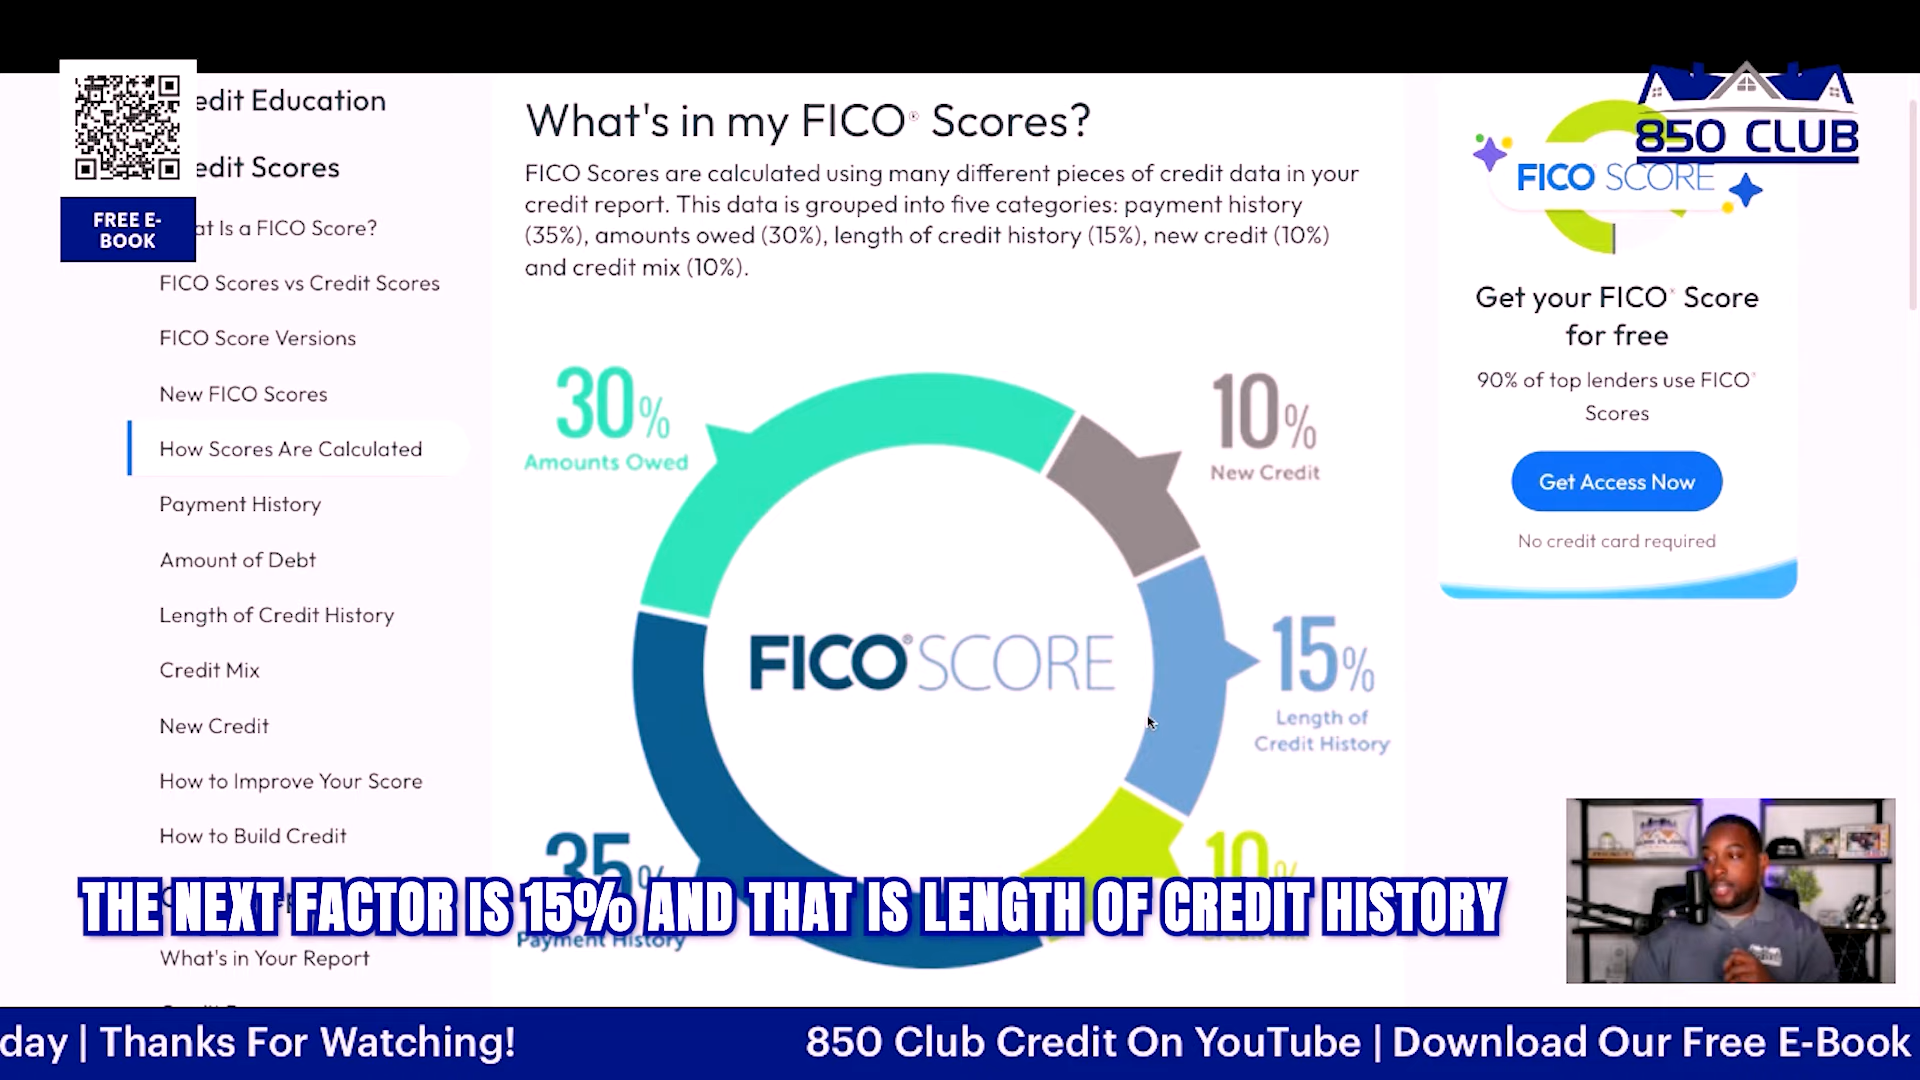 850 CLUB
FREE E-
BOOK
edit Education
edit Scores
at Is a FICO Score?
FICO Scores vs Credit Scores
FICO Score Versions
New FICO Scores
How Scores Are Calculated
Payment History
Amount of Debt
Length of Credit History
Credit Mix
New Credit
How to Improve Your Score
How to Build Credit
What's in Your Report
What's in my FICO® Scores?
FICO Scores are calculated using many different pieces of credit data in your
credit report. This data is grouped into five categories: payment history
(35%), amounts owed (30%), length of credit history (15%), new credit (10%)
and credit mix (10%).
30%
Amounts Owed
10%
New Credit
FICO® SCORE
15%
Length of
Credit History
35%
Payment History
10%
FICO SCORE
Get your FICO® Score
for free
90% of top lenders use FICO®
Scores
Get Access Now
No credit card required
THE NEXT FACTOR IS 15% AND THAT IS LENGTH OF CREDIT HISTORY
day | Thanks For Watching!
850 Club Credit On YouTube | Download Our Free E-Book